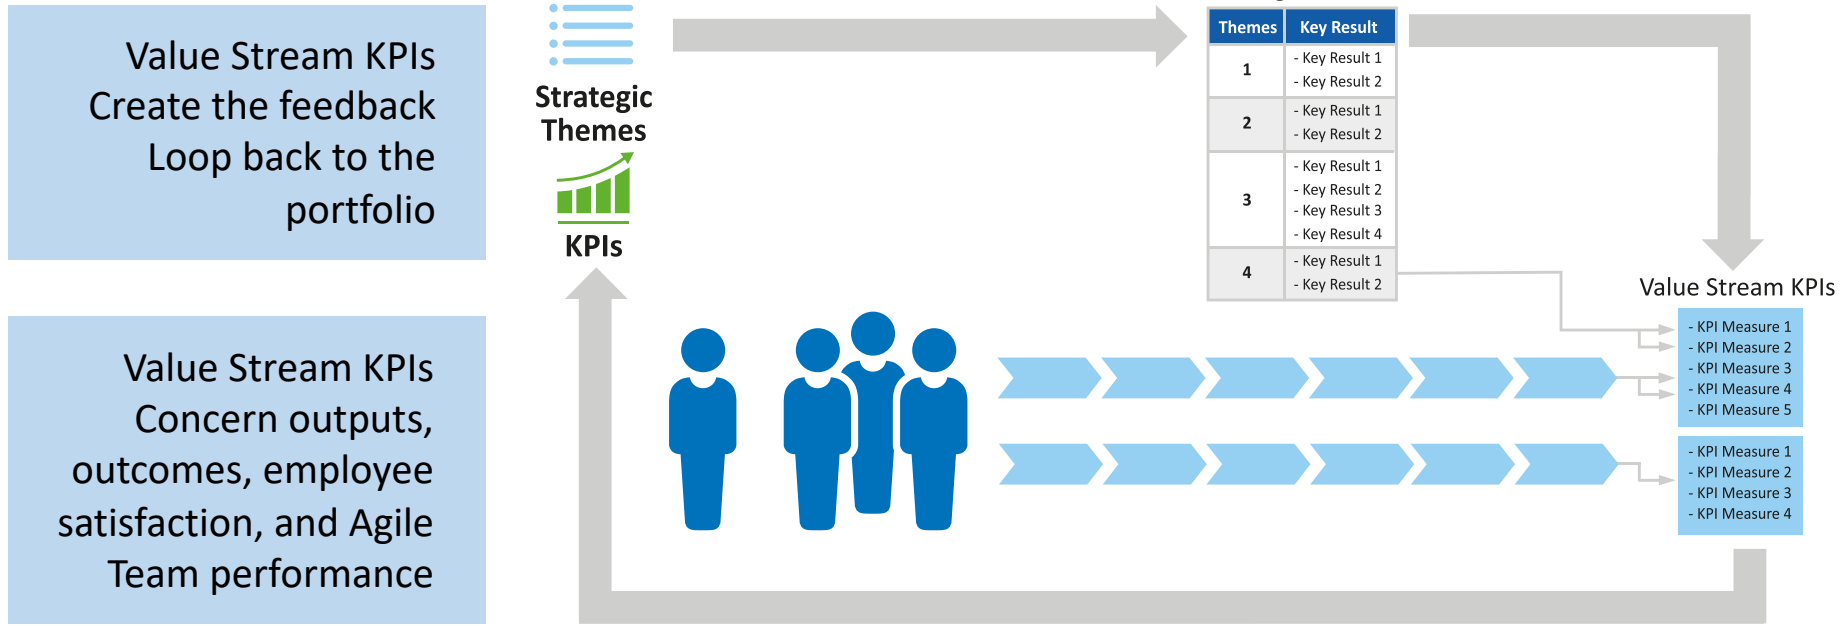 Value Stream KPIs
Create the feedback
Loop back to the
portfolio
Value Stream KPIs
Concern outputs,
outcomes, employee
satisfaction, and Agile
Team performance
Strategic
Themes
KPIs
Themes Key Result
1
- Key Result 1
- Key Result 2
2
- Key Result 1
- Key Result 2
3
- Key Result 1
- Key Result 2
- Key Result 3
- Key Result 4
4
- Key Result 1
- Key Result 2
Value Stream KPIs
- KPI Measure 1
- KPI Measure 2
- KPI Measure 3
- KPI Measure 4
- KPI Measure 5
- KPI Measure 1
- KPI Measure 2
- KPI Measure 3
- KPI Measure 4